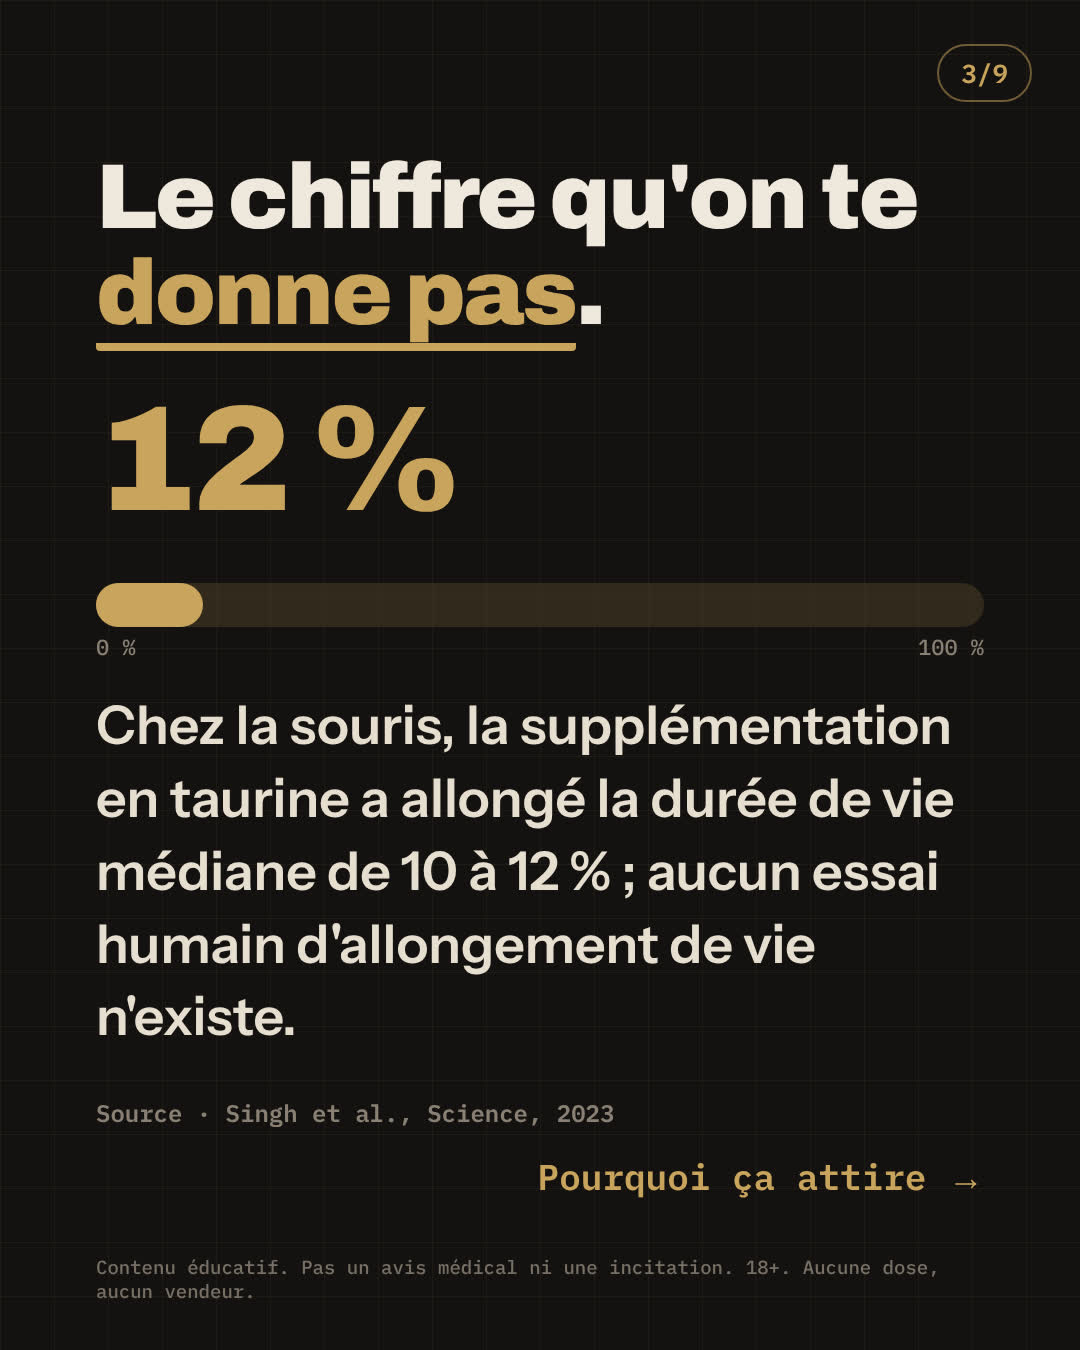 3/9
Le chiffre qu'on te
donne pas.
12 %
0 %
100 %
Chez la souris, la supplémentation
en taurine a allongé la durée de vie
médiane de 10 à 12 % ; aucun essai
humain d'allongement de vie
n'existe.
Source · Singh et al., Science, 2023
Pourquoi ça attire →
Contenu éducatif. Pas un avis médical ni une incitation. 18+. Aucune dose,
aucun vendeur.